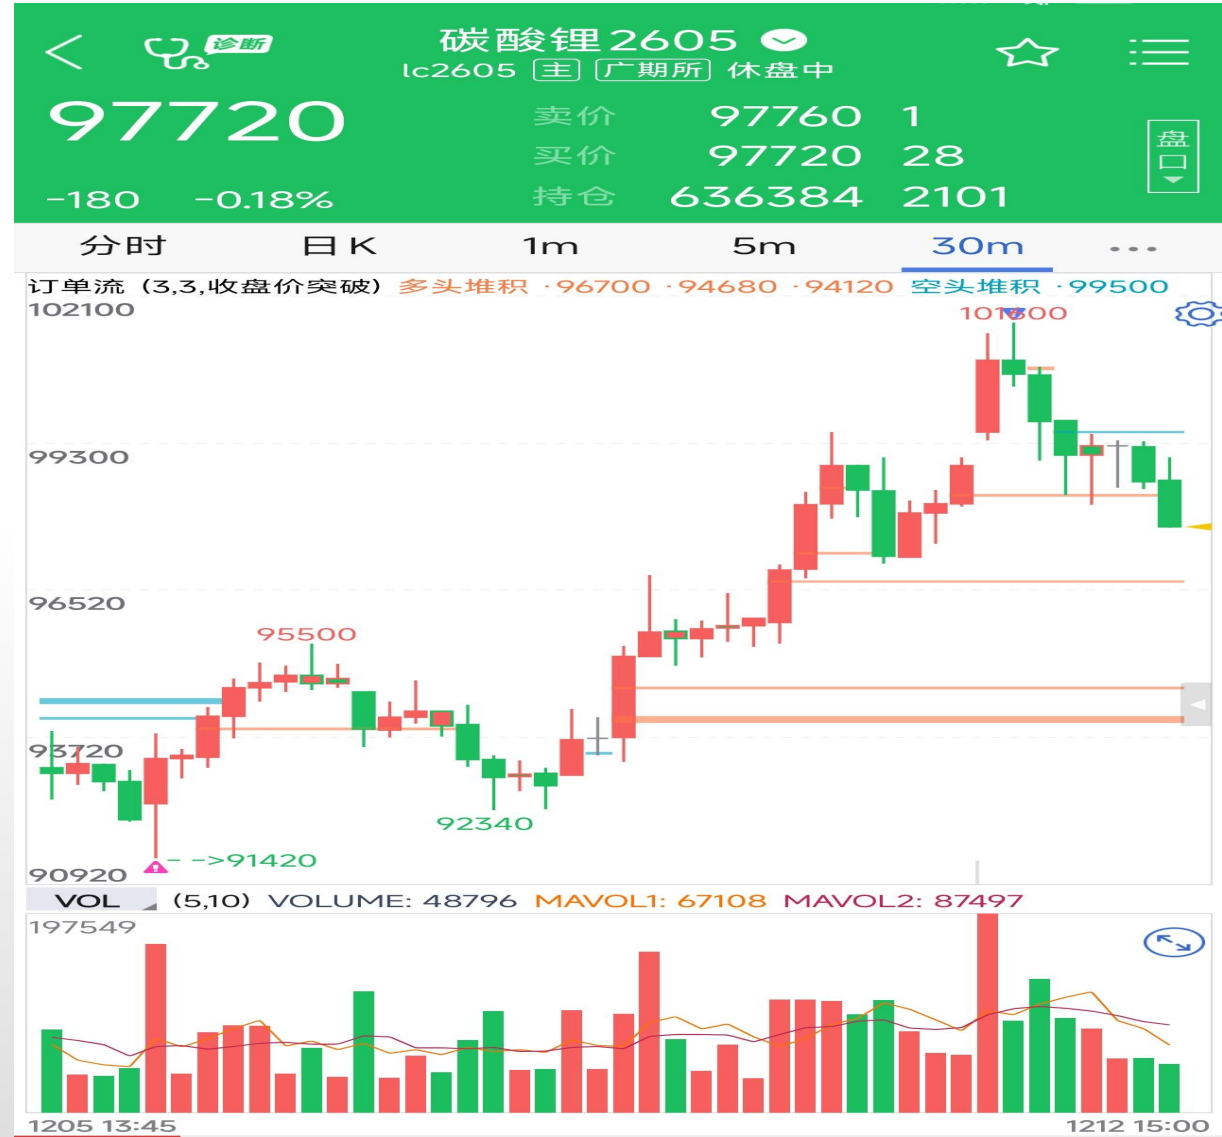 诊断
碳酸锂2605
lc2605 主 广期所 休盘中
97720
-180 -0.18%
卖价 97760 1
买价 97720 28
持仓 636384 2101
盘口
分时 日K 1m 5m 30m ...
订单流 (3,3,收盘价突破) 多头堆积 ·96700 ·94680 ·94120 空头堆积 ·99500
102100
99300
95500
96520
93720
92340
-->91420
90920
VOL (5,10) VOLUME: 48796 MAVOL1: 67108 MAVOL2: 87497
197549
1205 13:45 1212 15:00